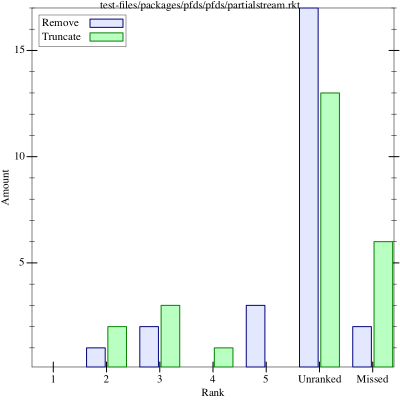 test-files/packages/pfds/pfds/partialstream.rkt
Remove
Truncate
15
10
5
Amount
1 2 3 4 5 Unranked Missed
Rank